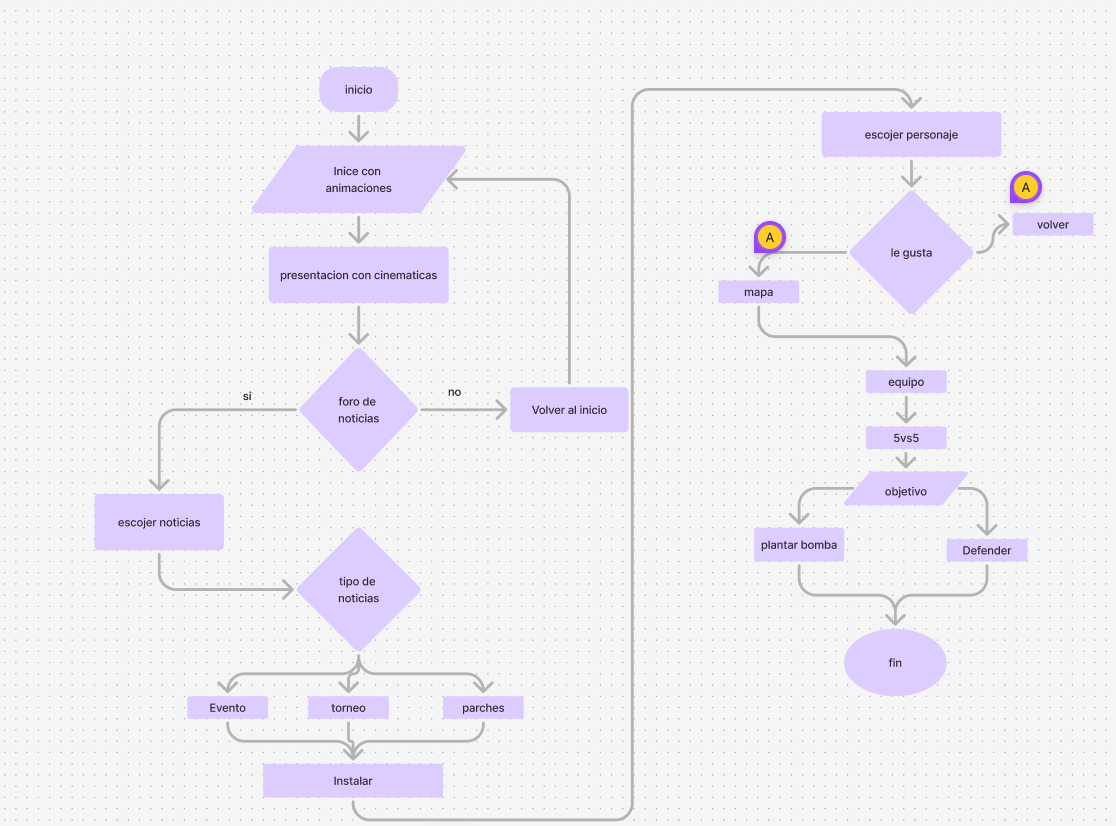 inicio
Inice con
animaciones
presentacion con cinematicas
foro de
noticias
si
no
Volver al inicio
escojer noticias
tipo de
noticias
Evento
torneo
parches
Instalar
escojer personaje
A
volver
le gusta
A
mapa
equipo
5vs5
objetivo
plantar bomba
Defender
fin